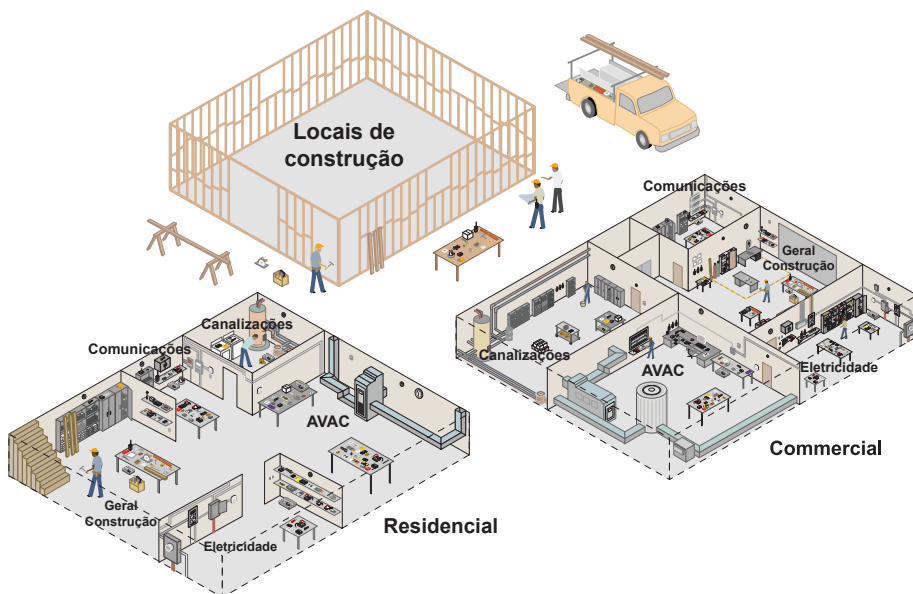 Locais de
construção
Comunicações
Geral
Construção
Canalizações
AVAC
Eletricidade
Commercial
Canalizações
Comunicações
AVAC
Geral
Construção
Eletricidade
Residencial